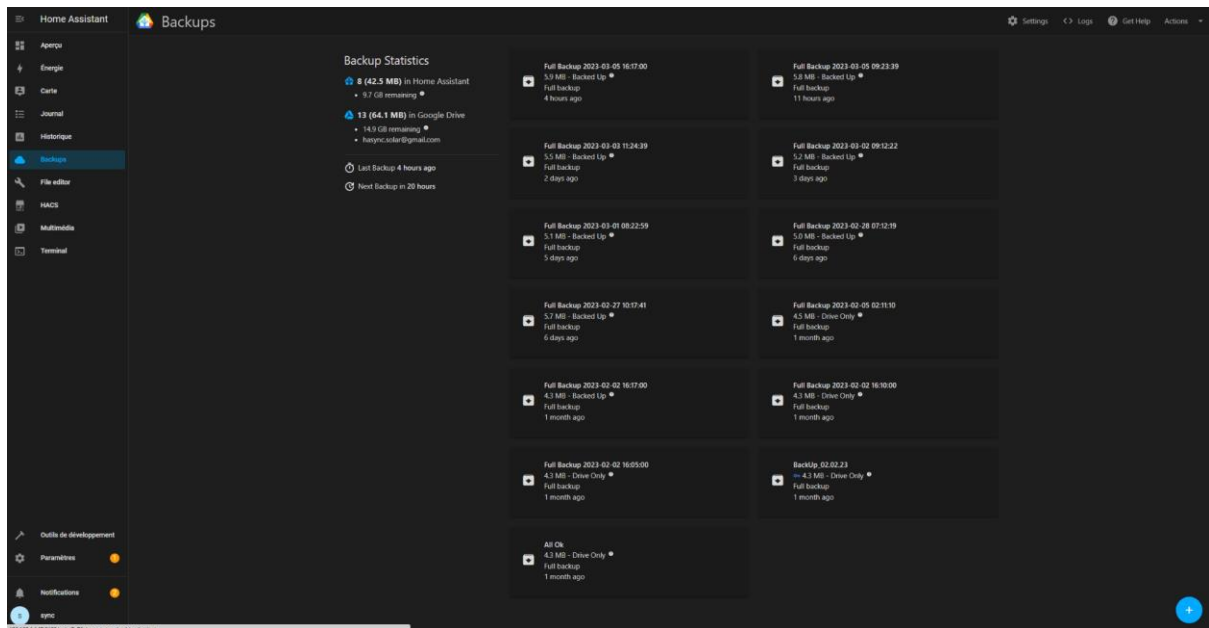 Home Assistant
Backups
Settings
Logs
Get Help
Actions
Aperçu
Énergie
Carte
Journal
Historique
Backups
File editor
HACS
Multimédia
Terminal
Outils de développement
Paramètres
Notifications
sync
Backup Statistics
8 (42.5 MB) in Home Assistant
9.7 GB remaining
13 (64.1 MB) in Google Drive
14.9 GB remaining
hasync.solar@gmail.com
Last Backup 4 hours ago
Next Backup in 20 hours
Full Backup 2023-03-05 16:17:00
5.9 MB - Backed Up
Full backup
4 hours ago
Full Backup 2023-03-05 09:23:39
5.8 MB - Backed Up
Full backup
11 hours ago
Full Backup 2023-03-03 11:24:39
5.5 MB - Backed Up
Full backup
2 days ago
Full Backup 2023-03-02 09:12:22
5.2 MB - Backed Up
Full backup
3 days ago
Full Backup 2023-03-01 08:22:59
5.1 MB - Backed Up
Full backup
5 days ago
Full Backup 2023-02-28 07:12:19
5.0 MB - Backed Up
Full backup
6 days ago
Full Backup 2023-02-27 10:17:41
5.7 MB - Backed Up
Full backup
6 days ago
Full Backup 2023-02-05 02:11:10
4.5 MB - Drive Only
Full backup
1 month ago
Full Backup 2023-02-02 16:17:00
4.3 MB - Backed Up
Full backup
1 month ago
Full Backup 2023-02-02 16:10:00
4.3 MB - Drive Only
Full backup
1 month ago
Full Backup 2023-02-02 16:05:00
4.3 MB - Drive Only
Full backup
1 month ago
BackUp_02.02.23
4.3 MB - Drive Only
Full backup
1 month ago
All Ok
4.3 MB - Drive Only
Full backup
1 month ago